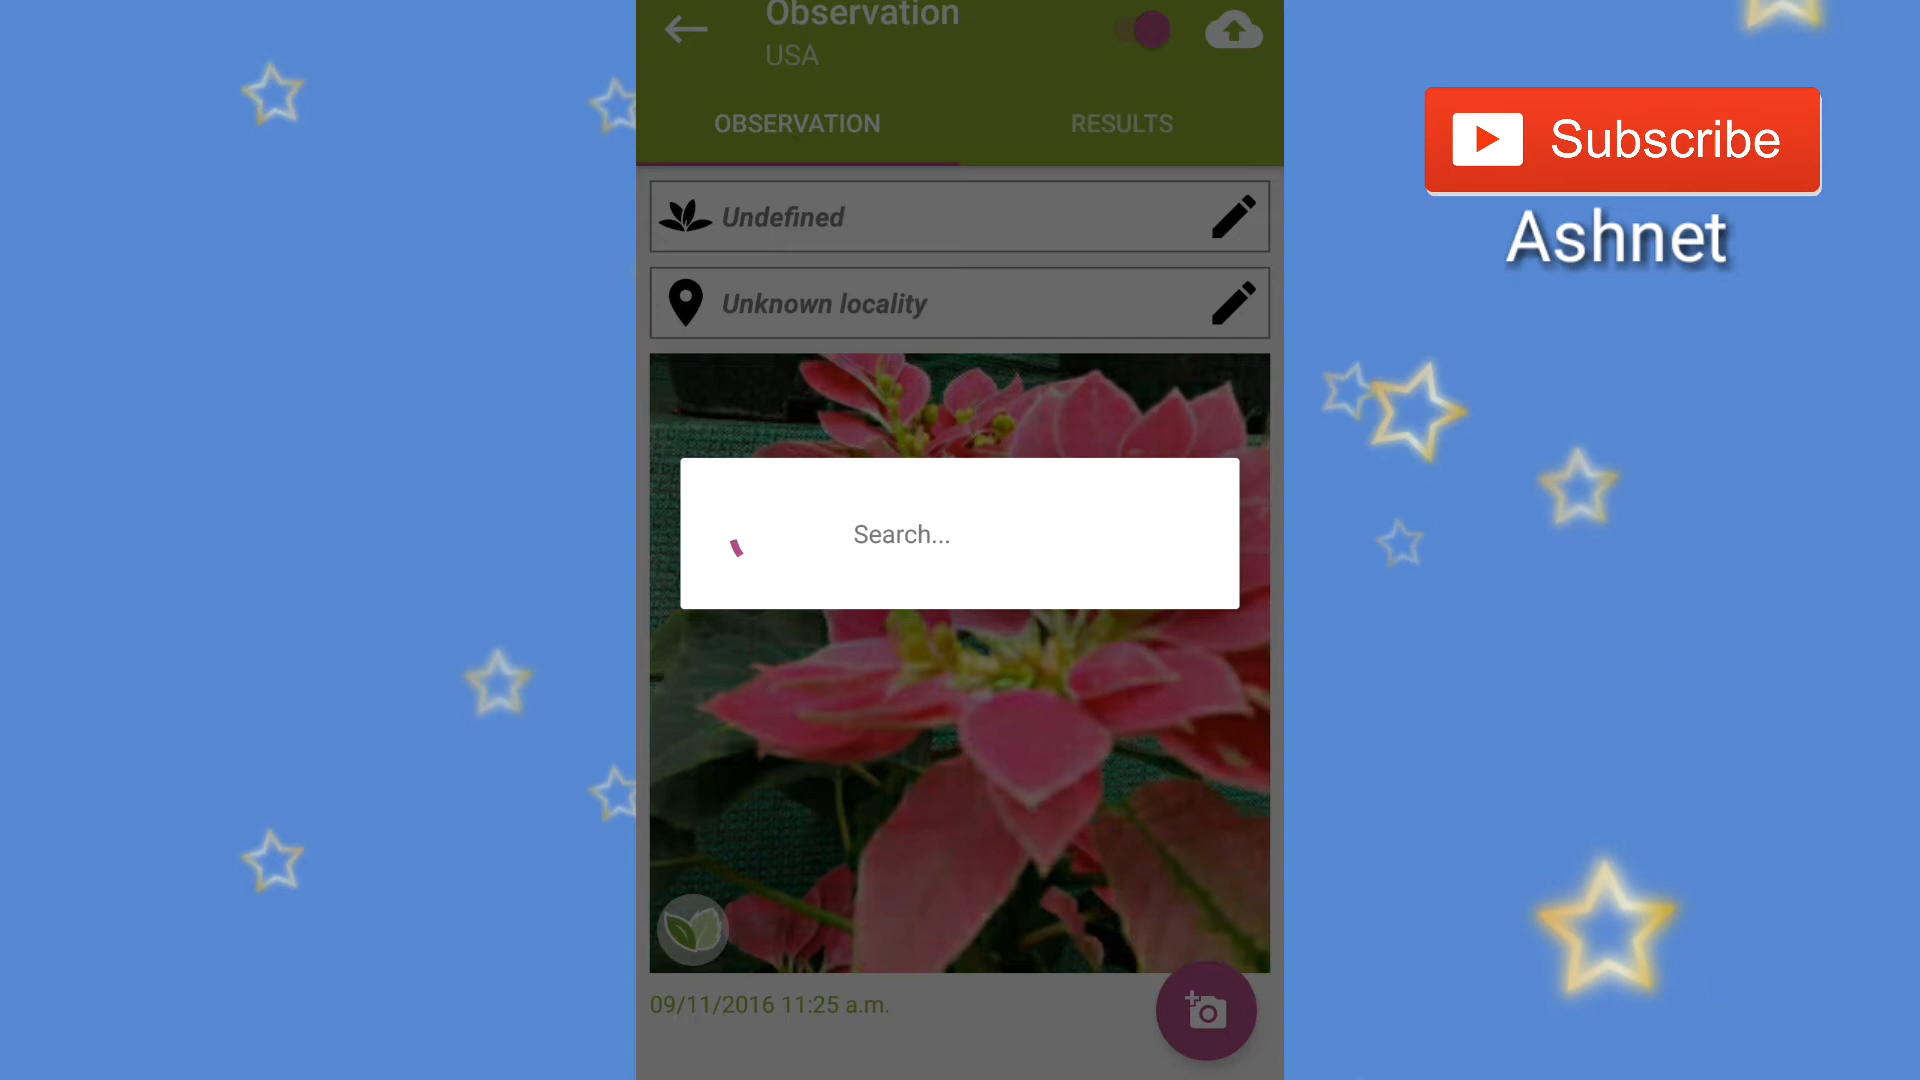 Observation
USA
OBSERVATION
RESULTS
Undefined
Unknown locality
Search...
09/11/2016 11:25 a.m.
Subscribe
Ashnet